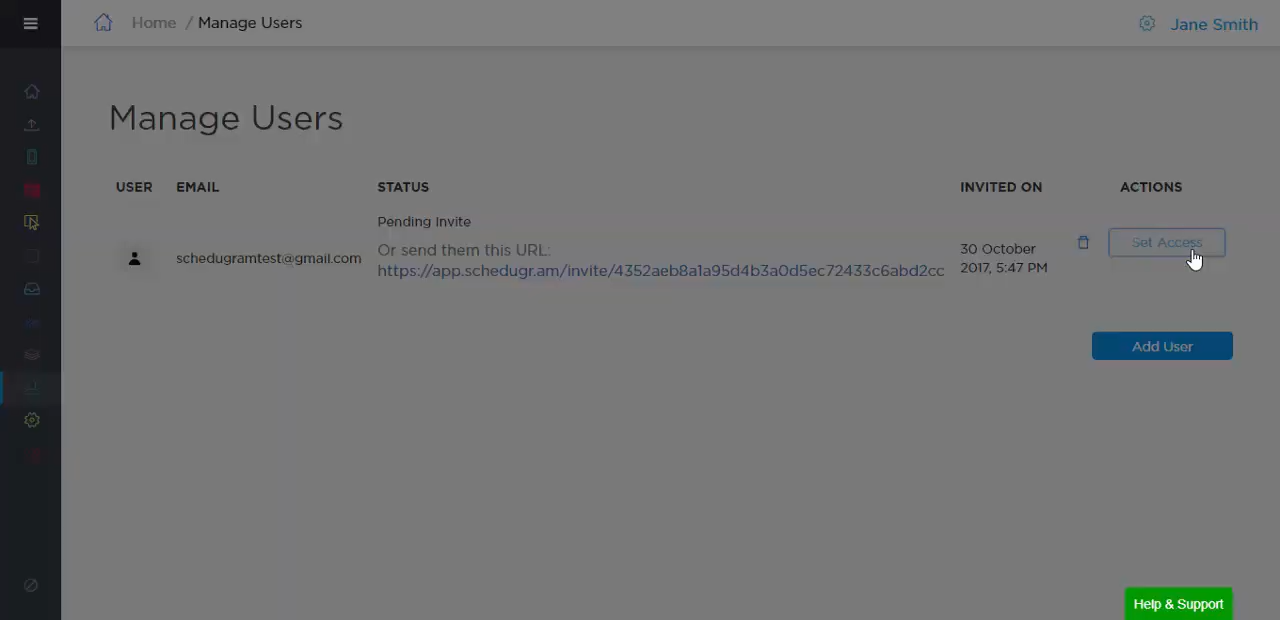 Home / Manage Users
Jane Smith
Manage Users
USER EMAIL STATUS INVITED ON ACTIONS
Pending Invite
schedugramtest@gmail.com
Or send them this URL:
https://app.schedugr.am/invite/4352aeb8a1a95d4b3a0d5ec72433c6abd2cc
30 October
2017, 5:47 PM
Set Access
Add User
Help & Support